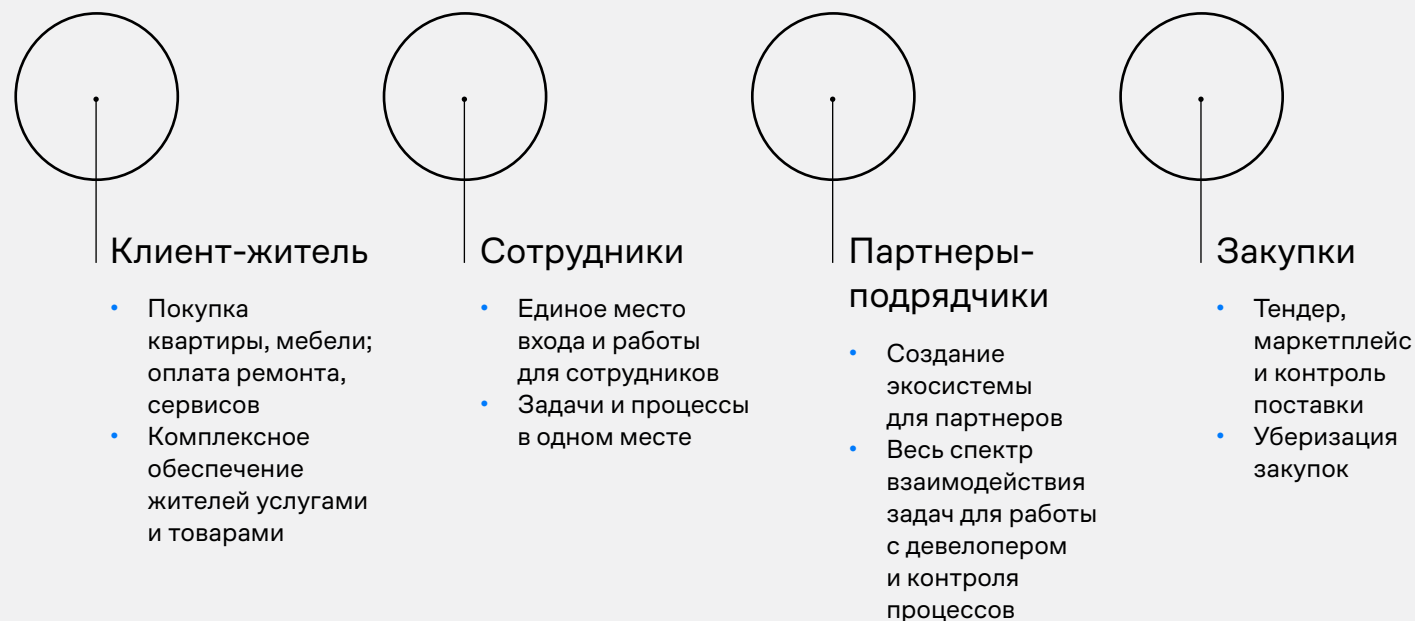 Клиент-житель
• Покупка
квартиры, мебели;
оплата ремонта,
сервисов
• Комплексное
обеспечение
жителей услугами
и товарами
Сотрудники
• Единое место
входа и работы
для сотрудников
• Задачи и процессы
в одном месте
Партнеры-
подрядчики
• Создание
экосистемы
для партнеров
• Весь спектр
взаимодействия
задач для работы
с девелопером
и контроля
процессов
Закупки
• Тендер,
маркетплейс
и контроль
поставки
• Уберизация
закупок